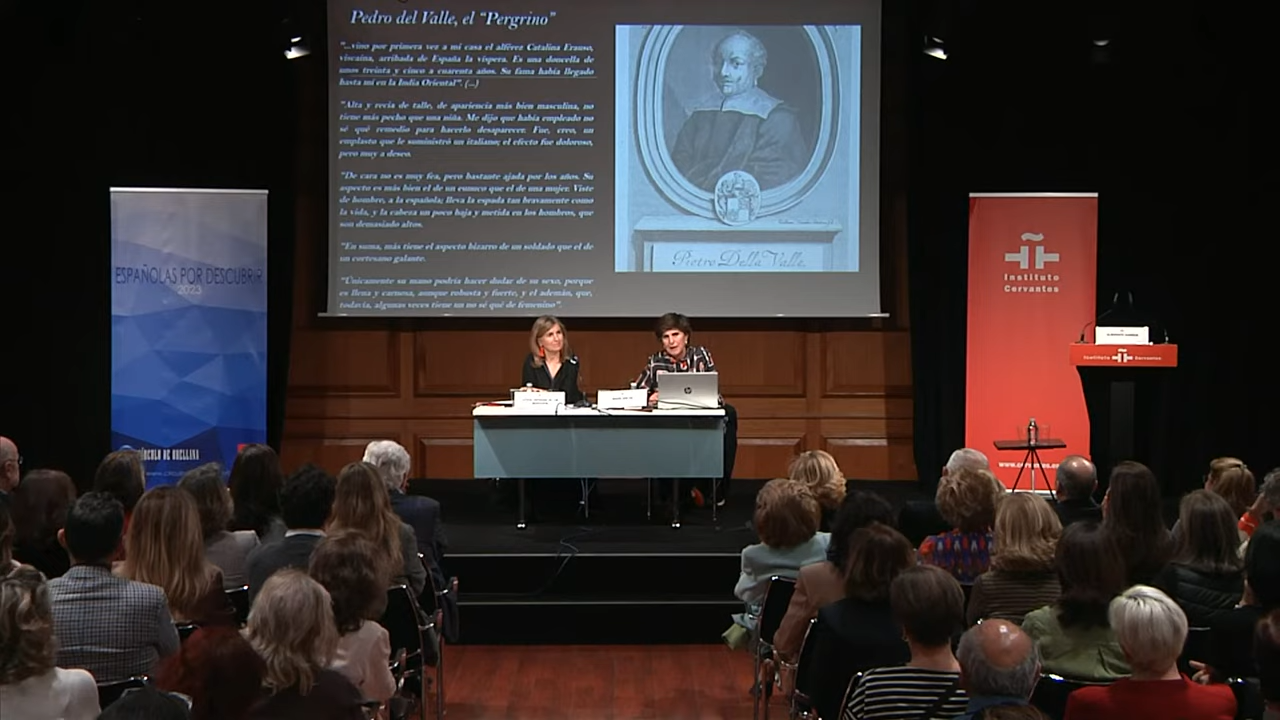 Pedro del Valle, el "Pergrino"
"...vino por primera vez a mi casa el alférez Catalina Erauso,
viscaína, arribada de España la víspera. Es una doncella de
unos treinta y cinco a cuarenta años. Su fama había llegado
hasta mí en la India Oriental". (...)
"Alta y recia de talle, de apariencia más bien masculina, no
tiene más pecho que una niña. Me dijo que había empleado no
sé qué remedio para hacerlo desaparecer. Fue, creo, un
emplasto que le suministró un italiano; el efecto fue doloroso,
pero muy a deseo.
"De cara no es muy fea, pero bastante ajada por los años. Su
aspecto es más bien el de un eunuco que el de una mujer. Viste
de hombre, a la española; lleva la espada tan bravamente como
la vida, y la cabeza un poco baja y metida en los hombros, que
son demasiado altos.
"En suma, más tiene el aspecto bizarro de un soldado que el de
un cortesano galante.
"Únicamente su mano podría hacer dudar de su sexo, porque
es llena y carnosa, aunque robusta y fuerte, y el ademán, que,
todavía, algunas veces tiene un no sé qué de femenino".
Pietro Della Valle.
ESPAÑOLAS POR DESCUBRIR
CÍRCULO DE ORELLANA
Instituto
Cervantes
Instituto Cervantes
hp